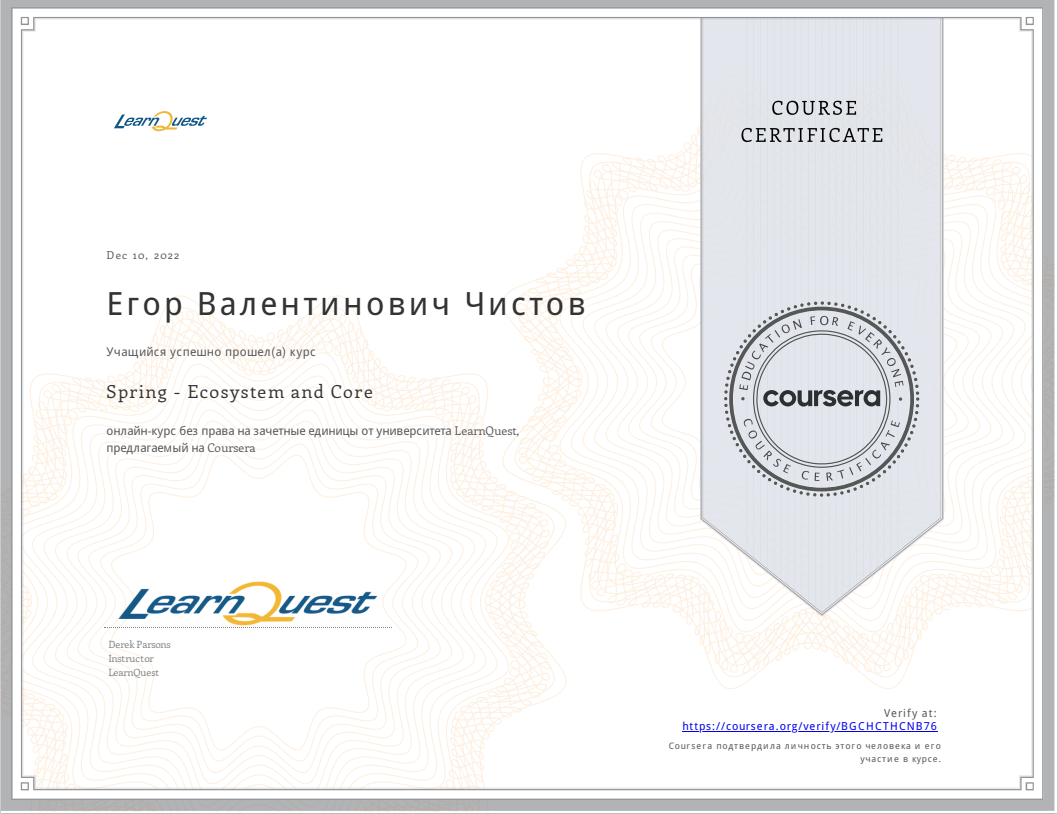 LearnQuest
COURSE
CERTIFICATE
Dec 10, 2022
Егор Валентинович Чистов
Учащийся успешно прошел(а) курс
Spring - Ecosystem and Core
онлайн-курс без права на зачетные единицы от университета LearnQuest,
предлагаемый на Coursera
EDUCATION FOR EVERYONE
coursera
COURSE CERTIFICATE
LearnQuest
Derek Parsons
Instructor
LearnQuest
Verify at:
https://coursera.org/verify/BGCHCTHCNB76
Coursera подтвердила личность этого человека и его
участие в курсе.